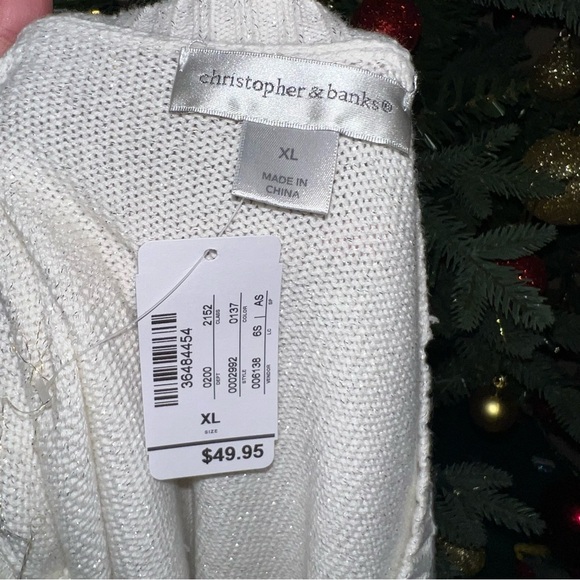 christopher & banks®
XL
MADE IN
CHINA
36484454
0200 2152
DEPT CLASS
0002992 0137
STYLE COLOR
006138 6S | AS
VENDOR LC SP
XL
SIZE
$49.95